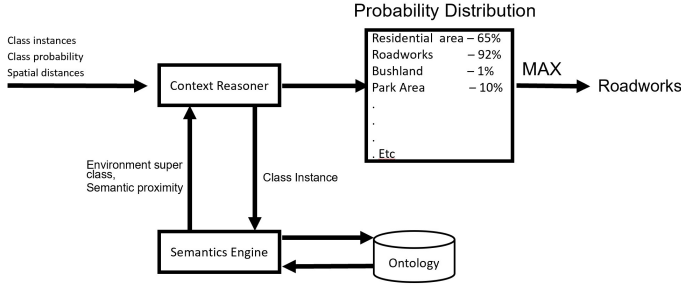 Probability Distribution
Class instances
Class probability
Spatial distances
Context Reasoner
Residential area – 65%
Roadworks – 92%
Bushland – 1%
Park Area – 10%
.
.
.
. Etc
MAX
Roadworks
Environment super
class,
Semantic proximity
Class Instance
Semantics Engine
Ontology